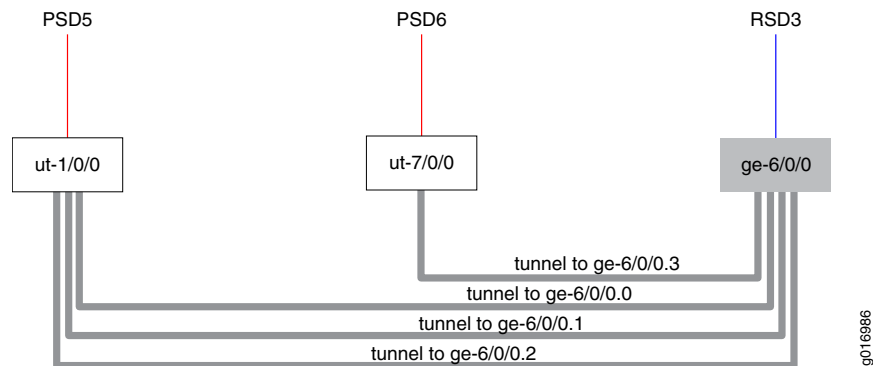 PSD5 PSD6 RSD3
ut-1/0/0 ut-7/0/0 ge-6/0/0
tunnel to ge-6/0/0.3
tunnel to ge-6/0/0.0
tunnel to ge-6/0/0.1
tunnel to ge-6/0/0.2
g016986